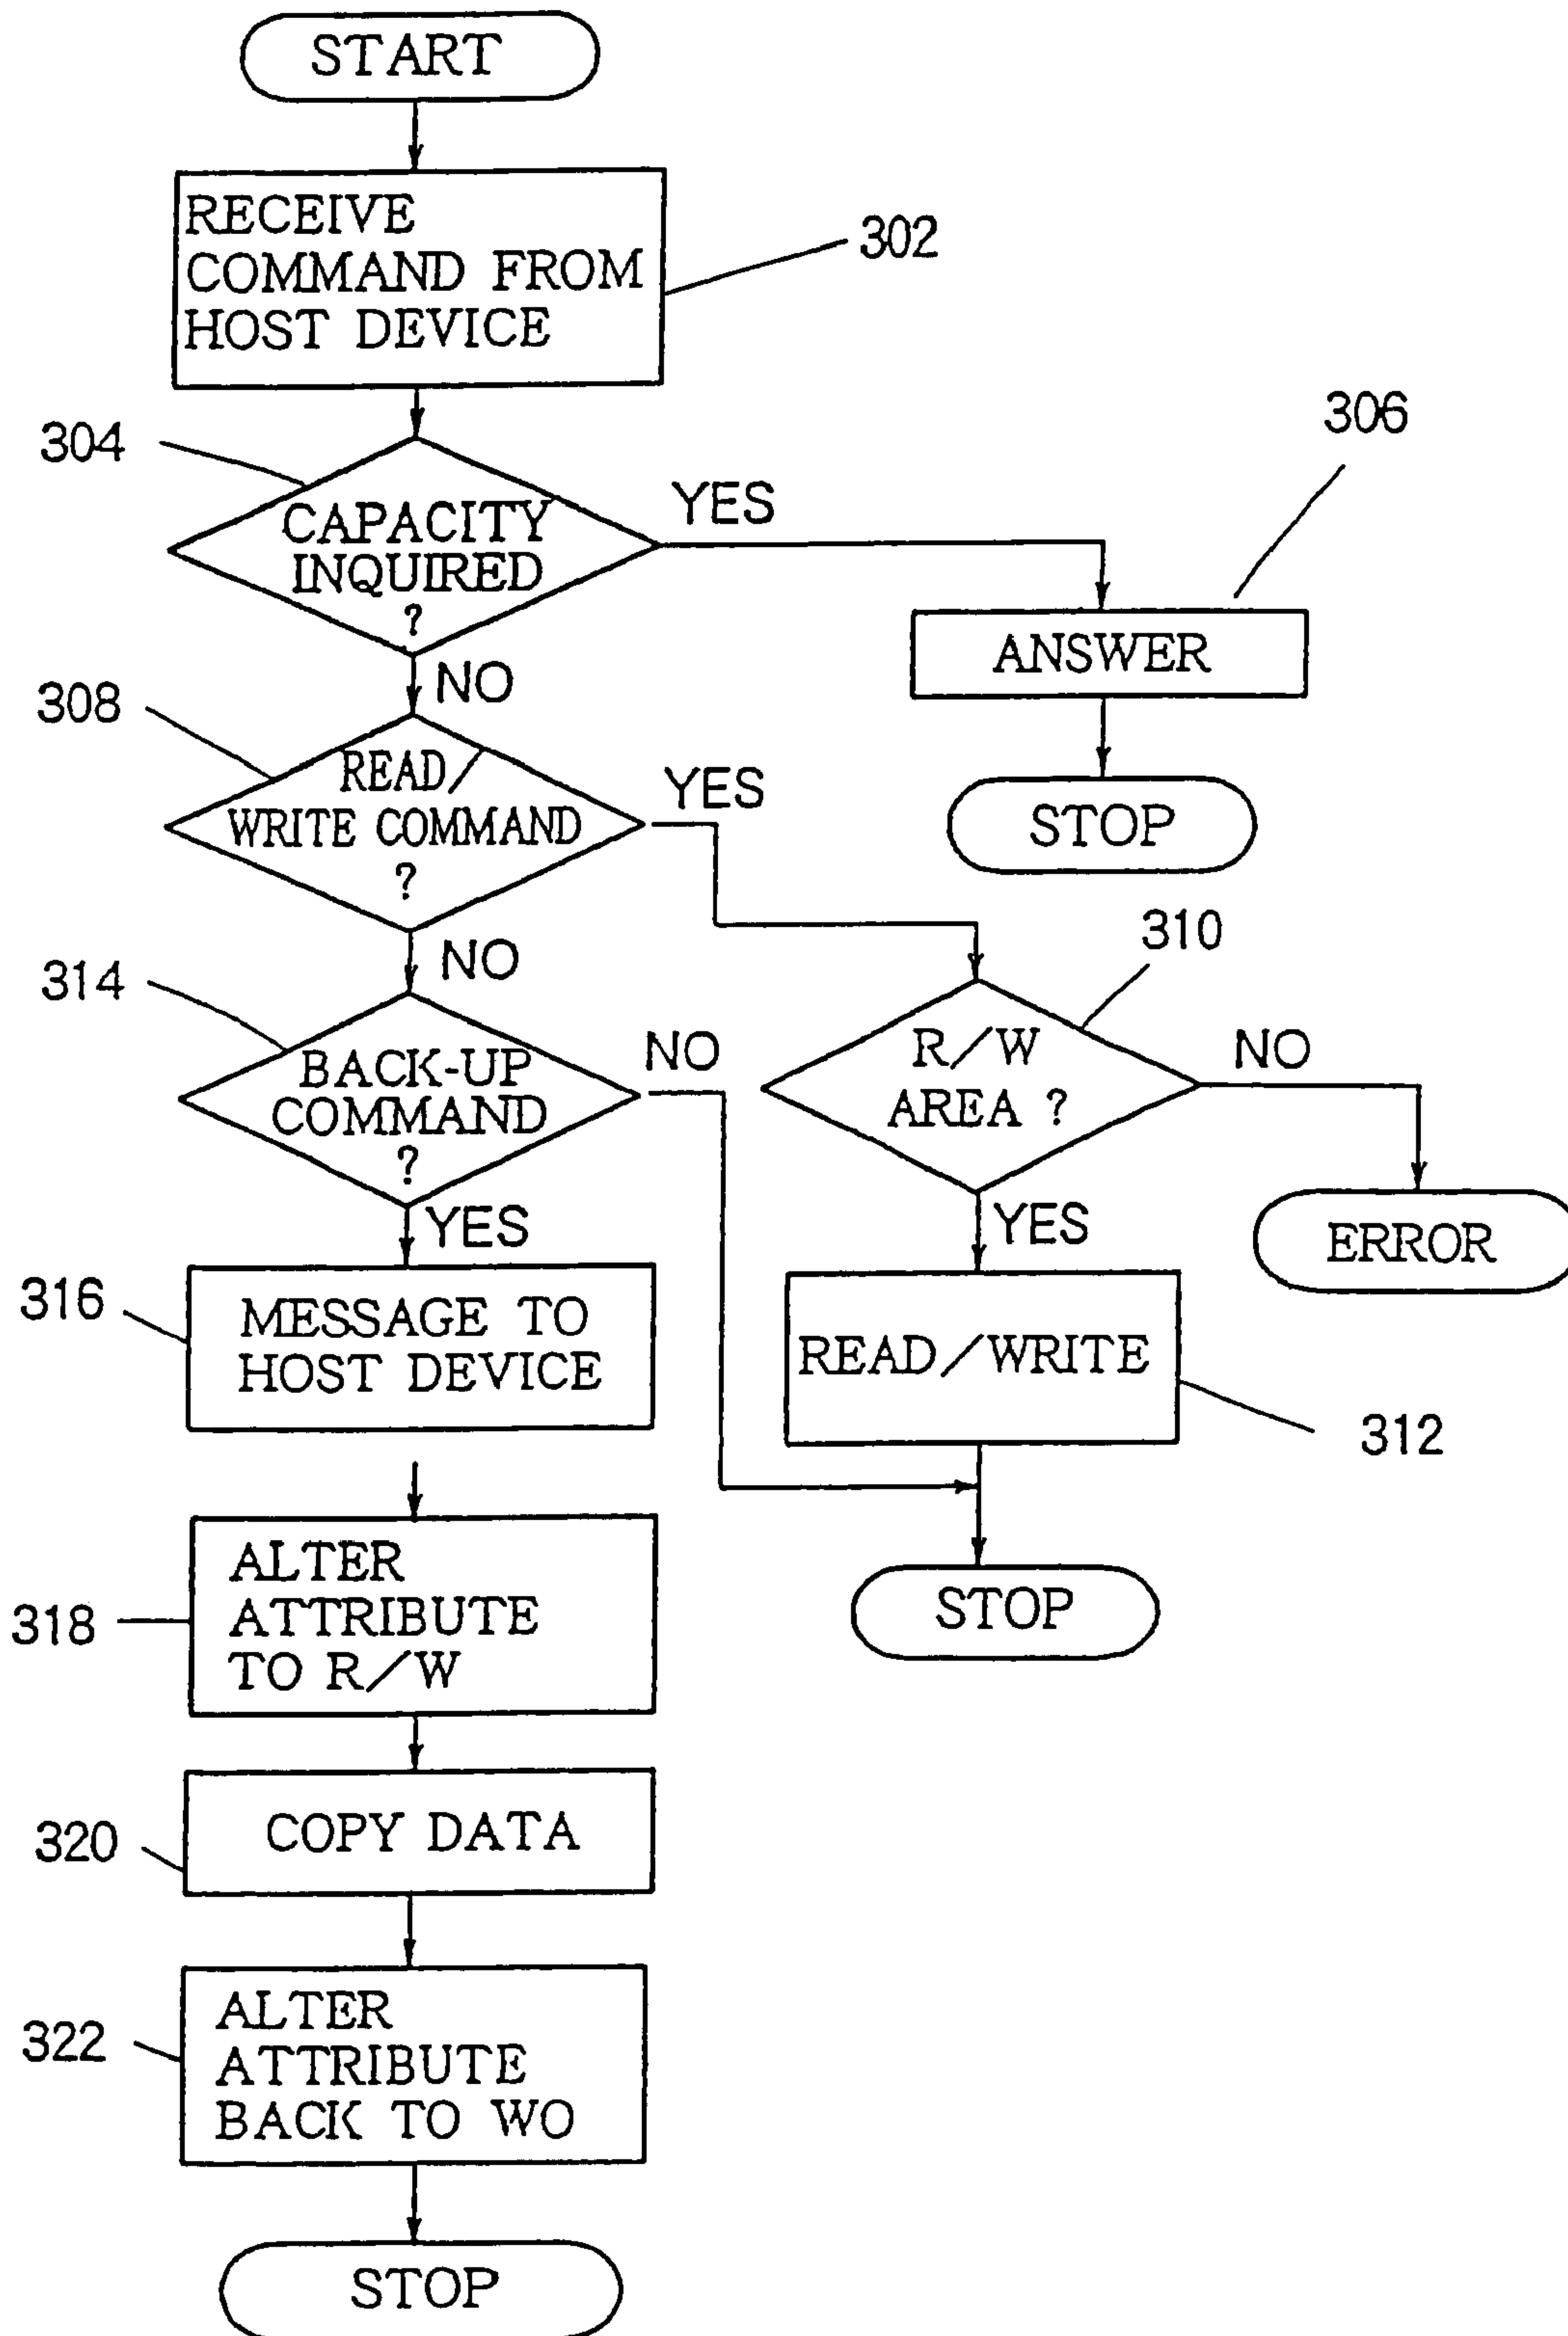 START
RECEIVE
COMMAND FROM
HOST DEVICE
302
304
CAPACITY
INQUIRED
?
YES
306
ANSWER
STOP
NO
308
READ/
WRITE COMMAND
?
YES
310
R/W
AREA ?
NO
ERROR
YES
READ/WRITE
312
STOP
NO
314
BACK-UP
COMMAND
?
NO
YES
316
MESSAGE TO
HOST DEVICE
318
ALTER
ATTRIBUTE
TO R/W
320
COPY DATA
322
ALTER
ATTRIBUTE
BACK TO WO
STOP